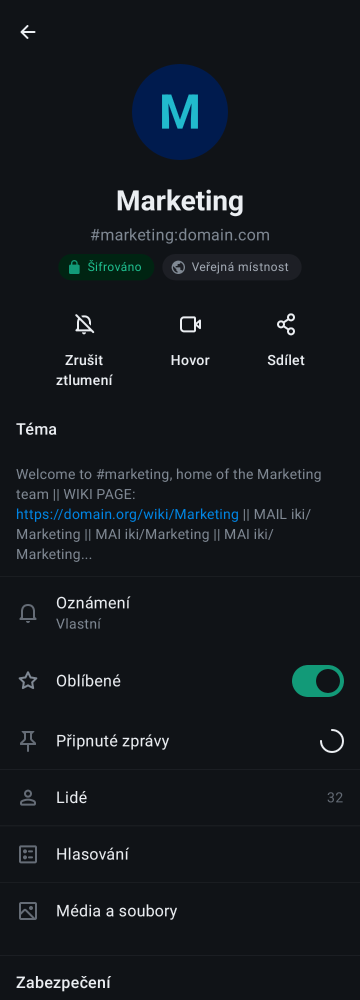 M
Marketing
#marketing:domain.com
Šifrováno
Veřejná místnost
Zrušit
ztlumení
Hovor
Sdílet
Téma
Welcome to #marketing, home of the Marketing
team || WIKI PAGE:
https://domain.org/wiki/Marketing || MAIL iki/
Marketing || MAI iki/Marketing || MAI iki/
Marketing...
Oznámení
Vlastní
Oblíbené
Připnuté zprávy
Lidé 32
Hlasování
Média a soubory
Zabezpečení